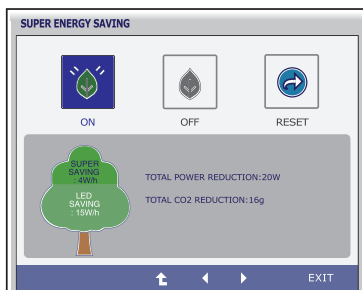 SUPER ENERGY SAVING
ON
OFF
RESET
SUPER
SAVING
: 4W/h
LED
SAVING
: 15W/h
TOTAL POWER REDUCTION:20W
TOTAL CO2 REDUCTION:16g
EXIT